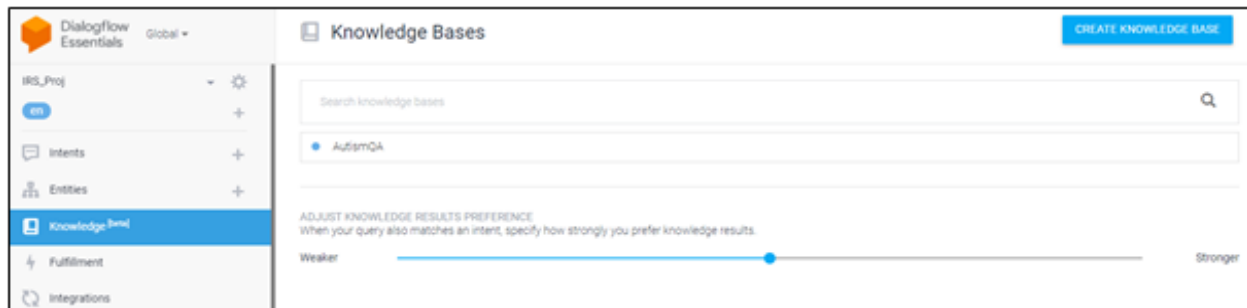 Dialogflow
Essentials
Global
Knowledge Bases
CREATE KNOWLEDGE BASE
IRS_Proj
en
Search knowledge bases
AutismQA
Intents
Entities
Knowledge [beta]
Fulfillment
Integrations
ADJUST KNOWLEDGE RESULTS PREFERENCE
When your query also matches an intent, specify how strongly you prefer knowledge results.
Weaker
Stronger